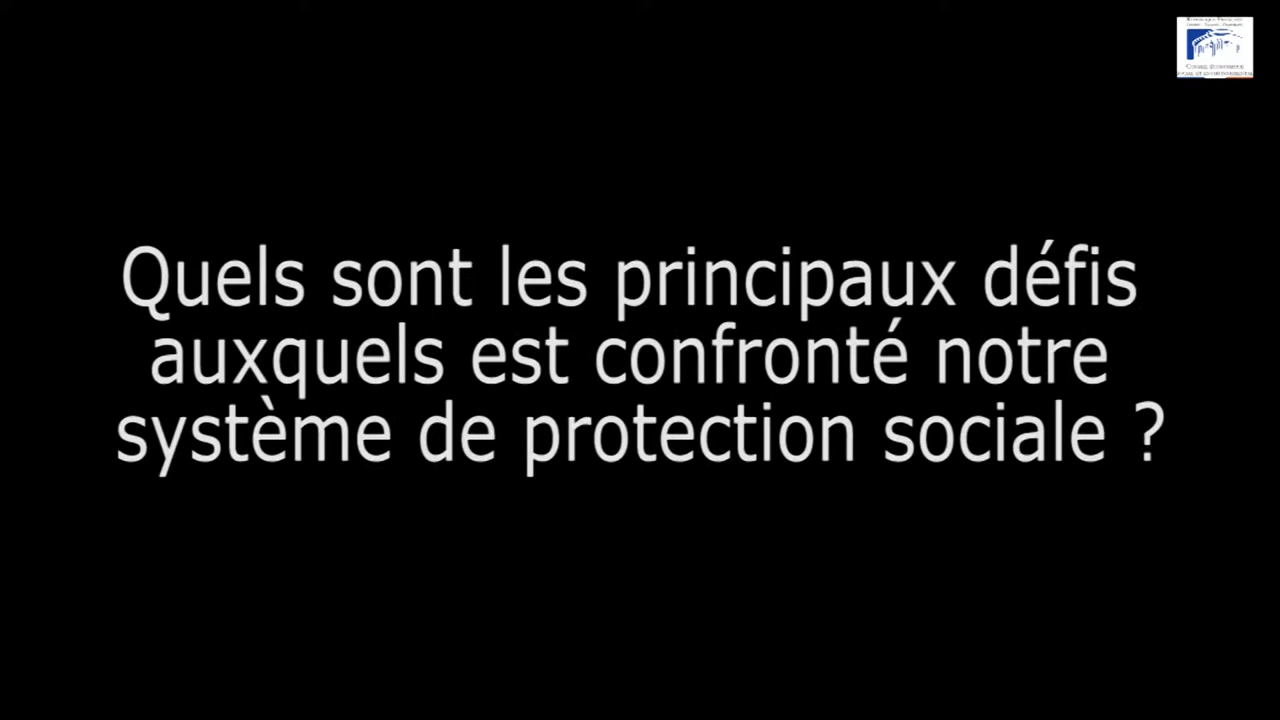 Quels sont les principaux défis
auxquels est confronté notre
système de protection sociale ?